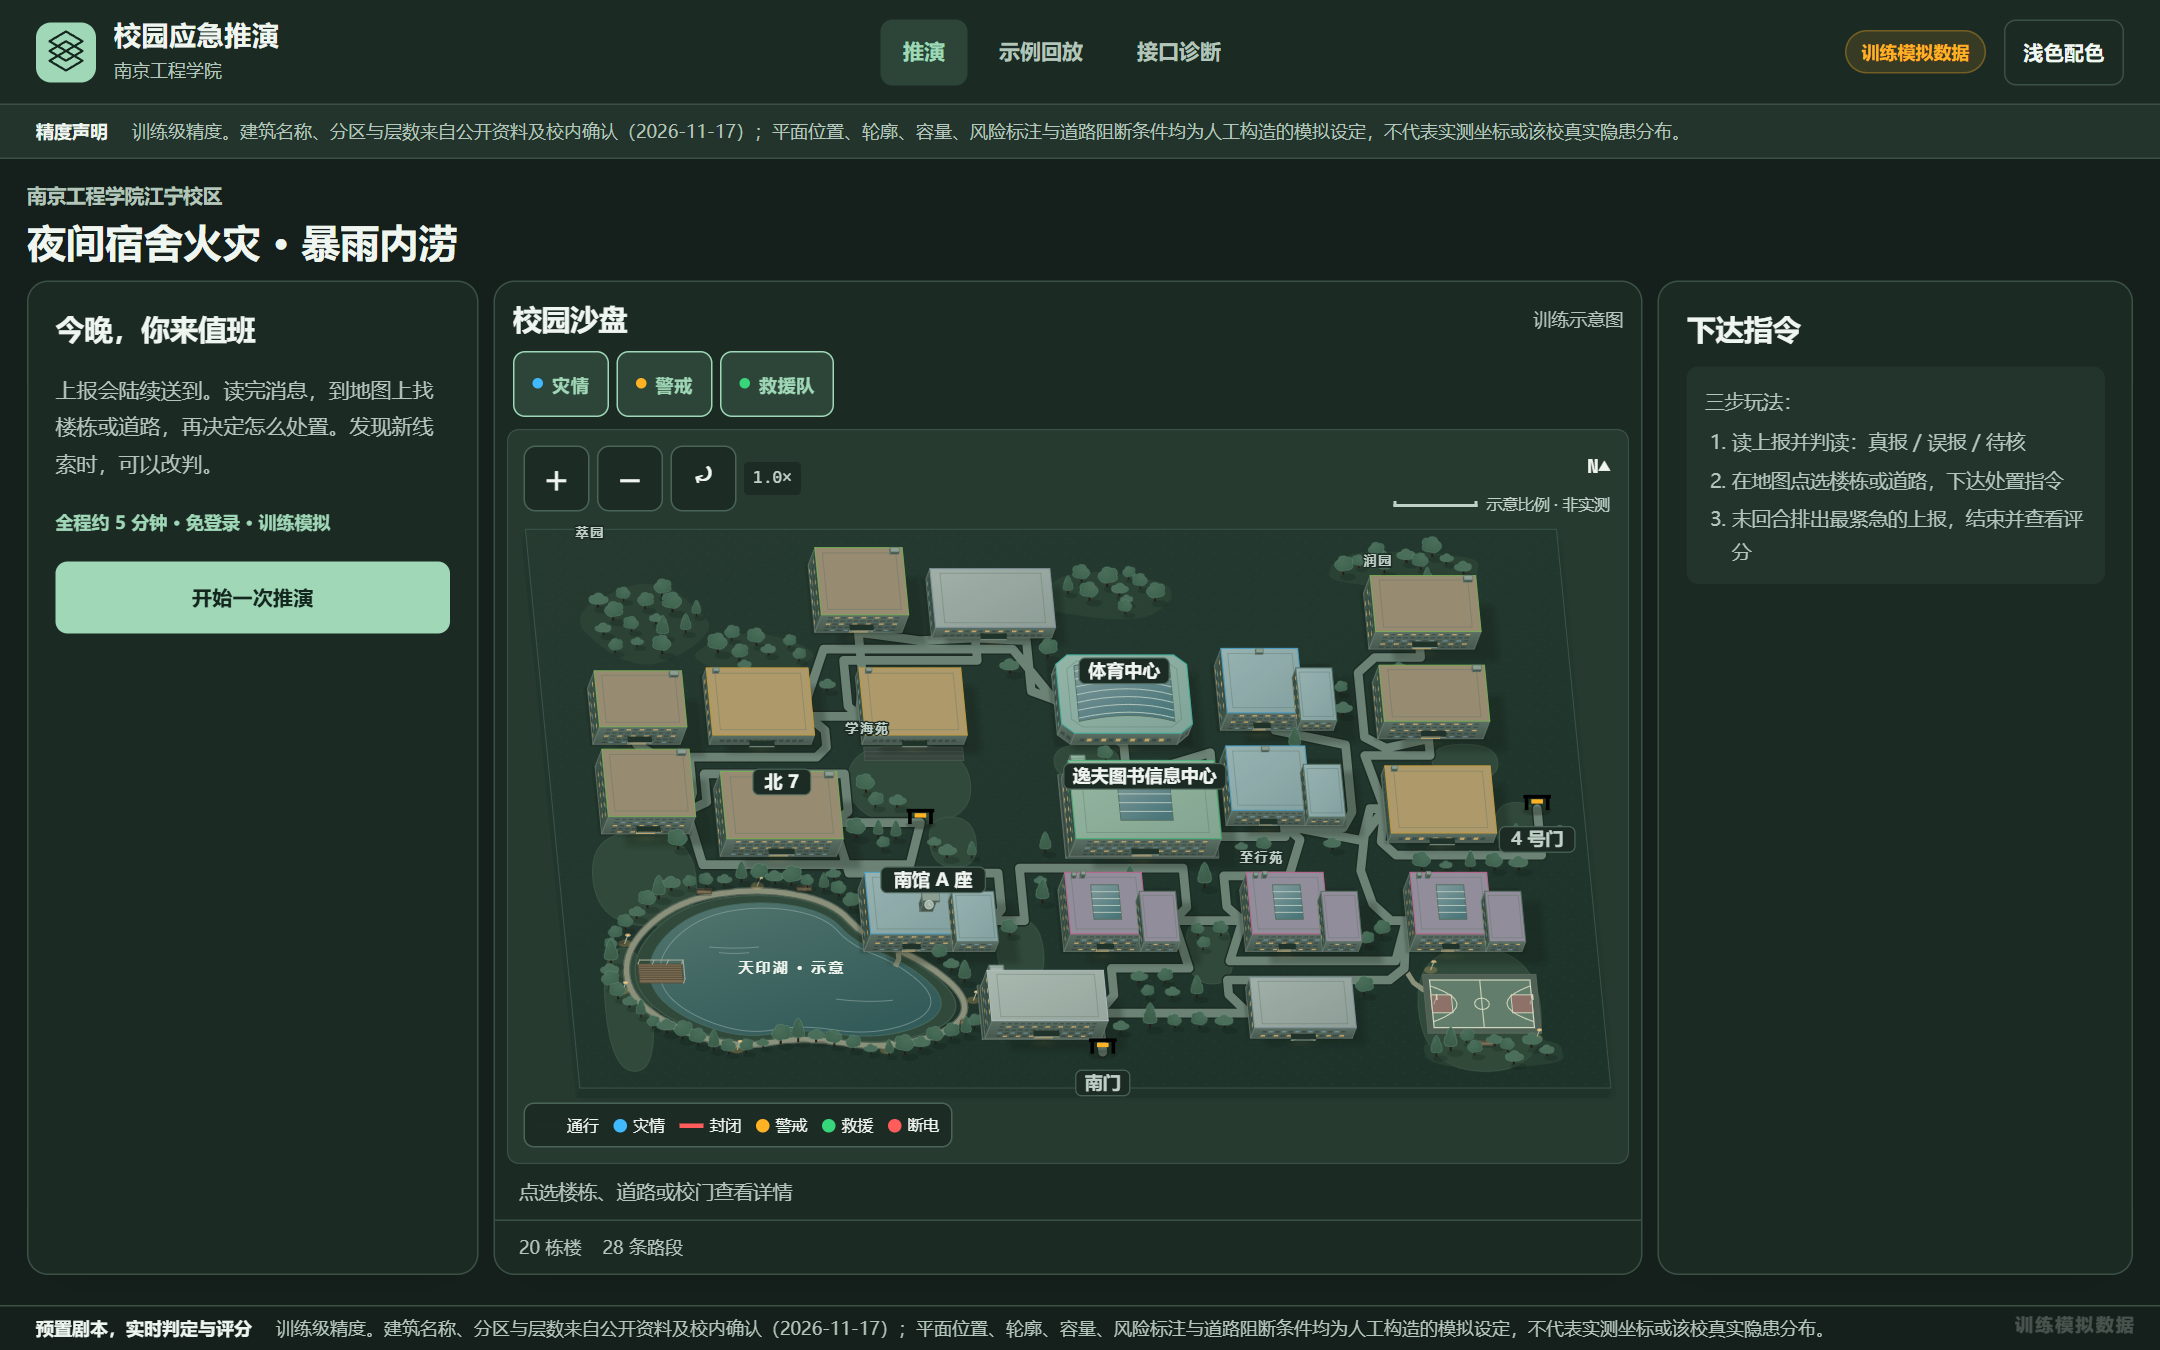 校园应急推演
南京工程学院
推演
示例回放
接口诊断
训练模拟数据
浅色配色
精度声明 训练级精度。建筑名称、分区与层数来自公开资料及校内确认（2026-11-17）；平面位置、轮廓、容量、风险标注与道路阻断条件均为人工构造的模拟设定，不代表实测坐标或该校真实隐患分布。
南京工程学院江宁校区
夜间宿舍火灾·暴雨内涝
今晚，你来值班
上报会陆续送到。读完消息，到地图上找
楼栋或道路，再决定怎么处置。发现新线
索时，可以改判。
全程约 5 分钟·免登录·训练模拟
开始一次推演
校园沙盘
训练示意图
灾情
警戒
救援队
1.0×
N▲
示意比例 · 非实测
萃园
润园
体育中心
学海苑
北 7
逸夫图书信息中心
4 号门
至行苑
南馆 A 座
天印湖 · 示意
南门
通行 灾情 封闭 警戒 救援 断电
点选楼栋、道路或校门查看详情
20 栋楼 28 条路段
下达指令
三步玩法：
1. 读上报并判读：真报 / 误报 / 待核
2. 在地图点选楼栋或道路，下达处置指令
3. 末回合排出最紧急的上报，结束并查看评
分
预置剧本，实时判定与评分 训练级精度。建筑名称、分区与层数来自公开资料及校内确认（2026-11-17）；平面位置、轮廓、容量、风险标注与道路阻断条件均为人工构造的模拟设定，不代表实测坐标或该校真实隐患分布。
训练模拟数据